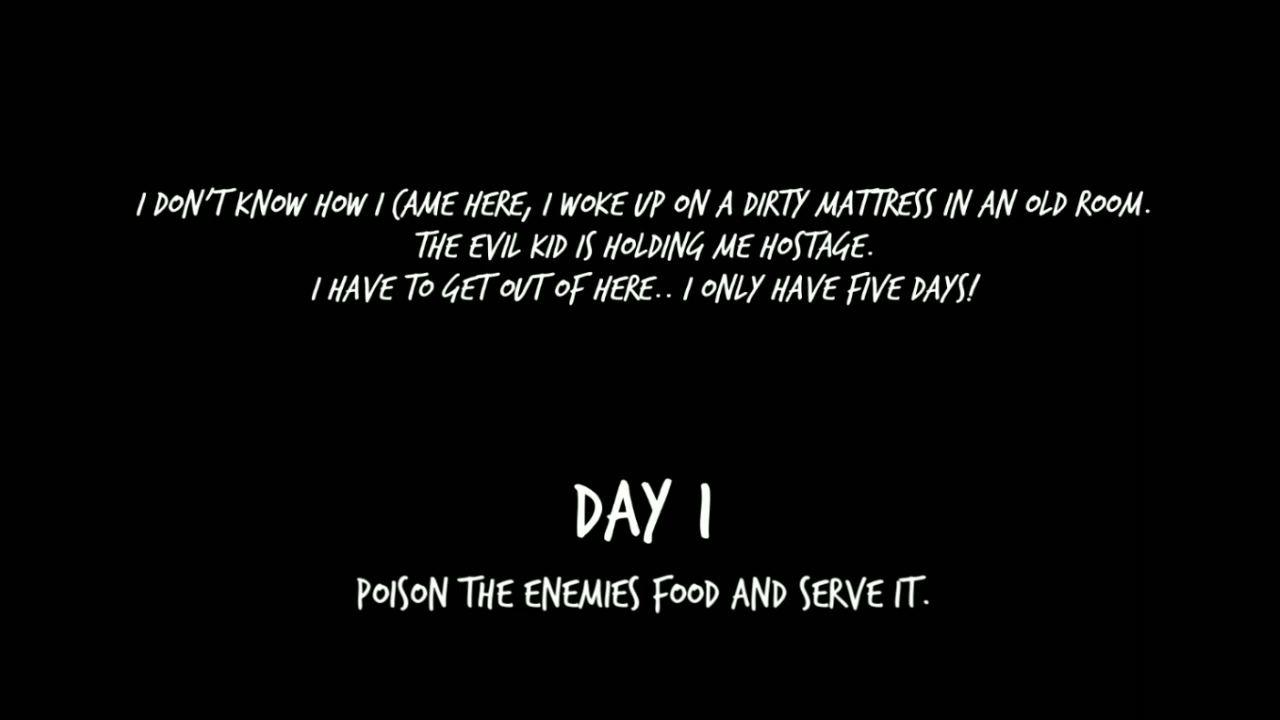 I DON'T KNOW HOW I CAME HERE, I WOKE UP ON A DIRTY MATTRESS IN AN OLD ROOM.
THE EVIL KID IS HOLDING ME HOSTAGE.
I HAVE TO GET OUT OF HERE.. I ONLY HAVE FIVE DAYS!
DAY 1
POISON THE ENEMIES FOOD AND SERVE IT.